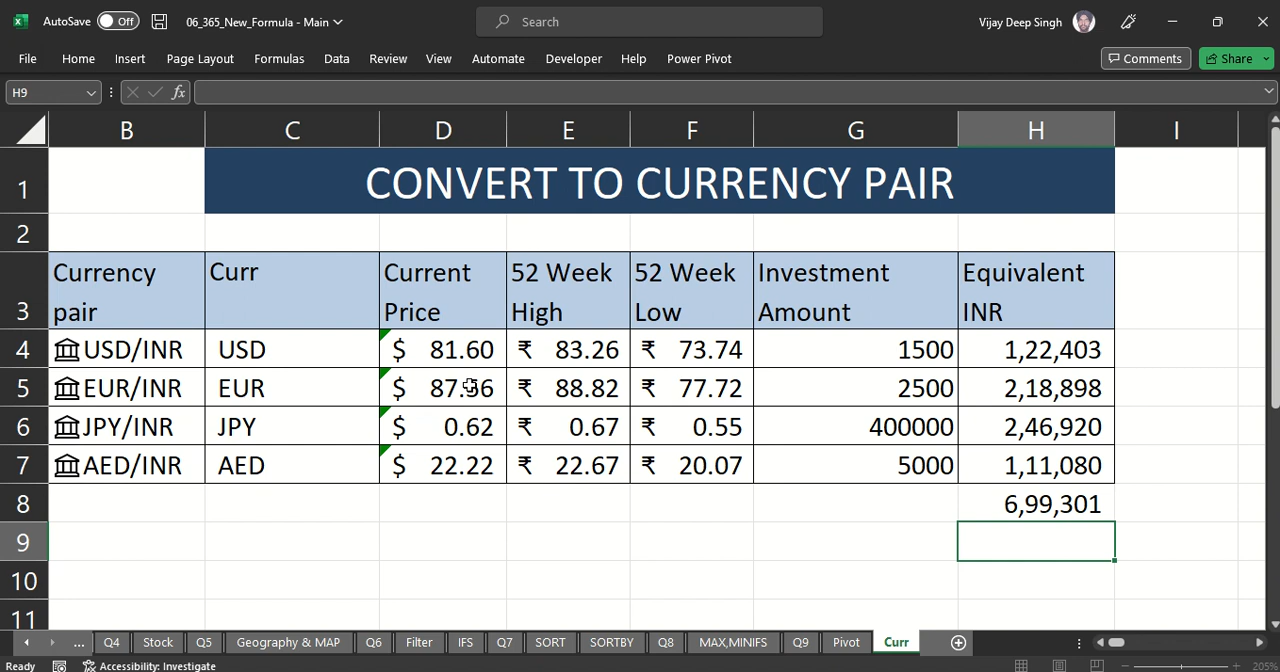 AutoSave Off 06_365_New_Formula - Main Search Vijay Deep Singh
File Home Insert Page Layout Formulas Data Review View Automate Developer Help Power Pivot Comments Share
H9 fx
B C D E F G H I
1 CONVERT TO CURRENCY PAIR
2
3 Currency pair Curr Current Price 52 Week High 52 Week Low Investment Amount Equivalent INR
4 USD/INR USD $ 81.60 ₹ 83.26 ₹ 73.74 1500 1,22,403
5 EUR/INR EUR $ 87.56 ₹ 88.82 ₹ 77.72 2500 2,18,898
6 JPY/INR JPY $ 0.62 ₹ 0.67 ₹ 0.55 400000 2,46,920
7 AED/INR AED $ 22.22 ₹ 22.67 ₹ 20.07 5000 1,11,080
8 6,99,301
9
10
11
... Q4 Stock Q5 Geography & MAP Q6 Filter IFS Q7 SORT SORTBY Q8 MAX,MINIFS Q9 Pivot Curr
Ready Accessibility: Investigate 205%